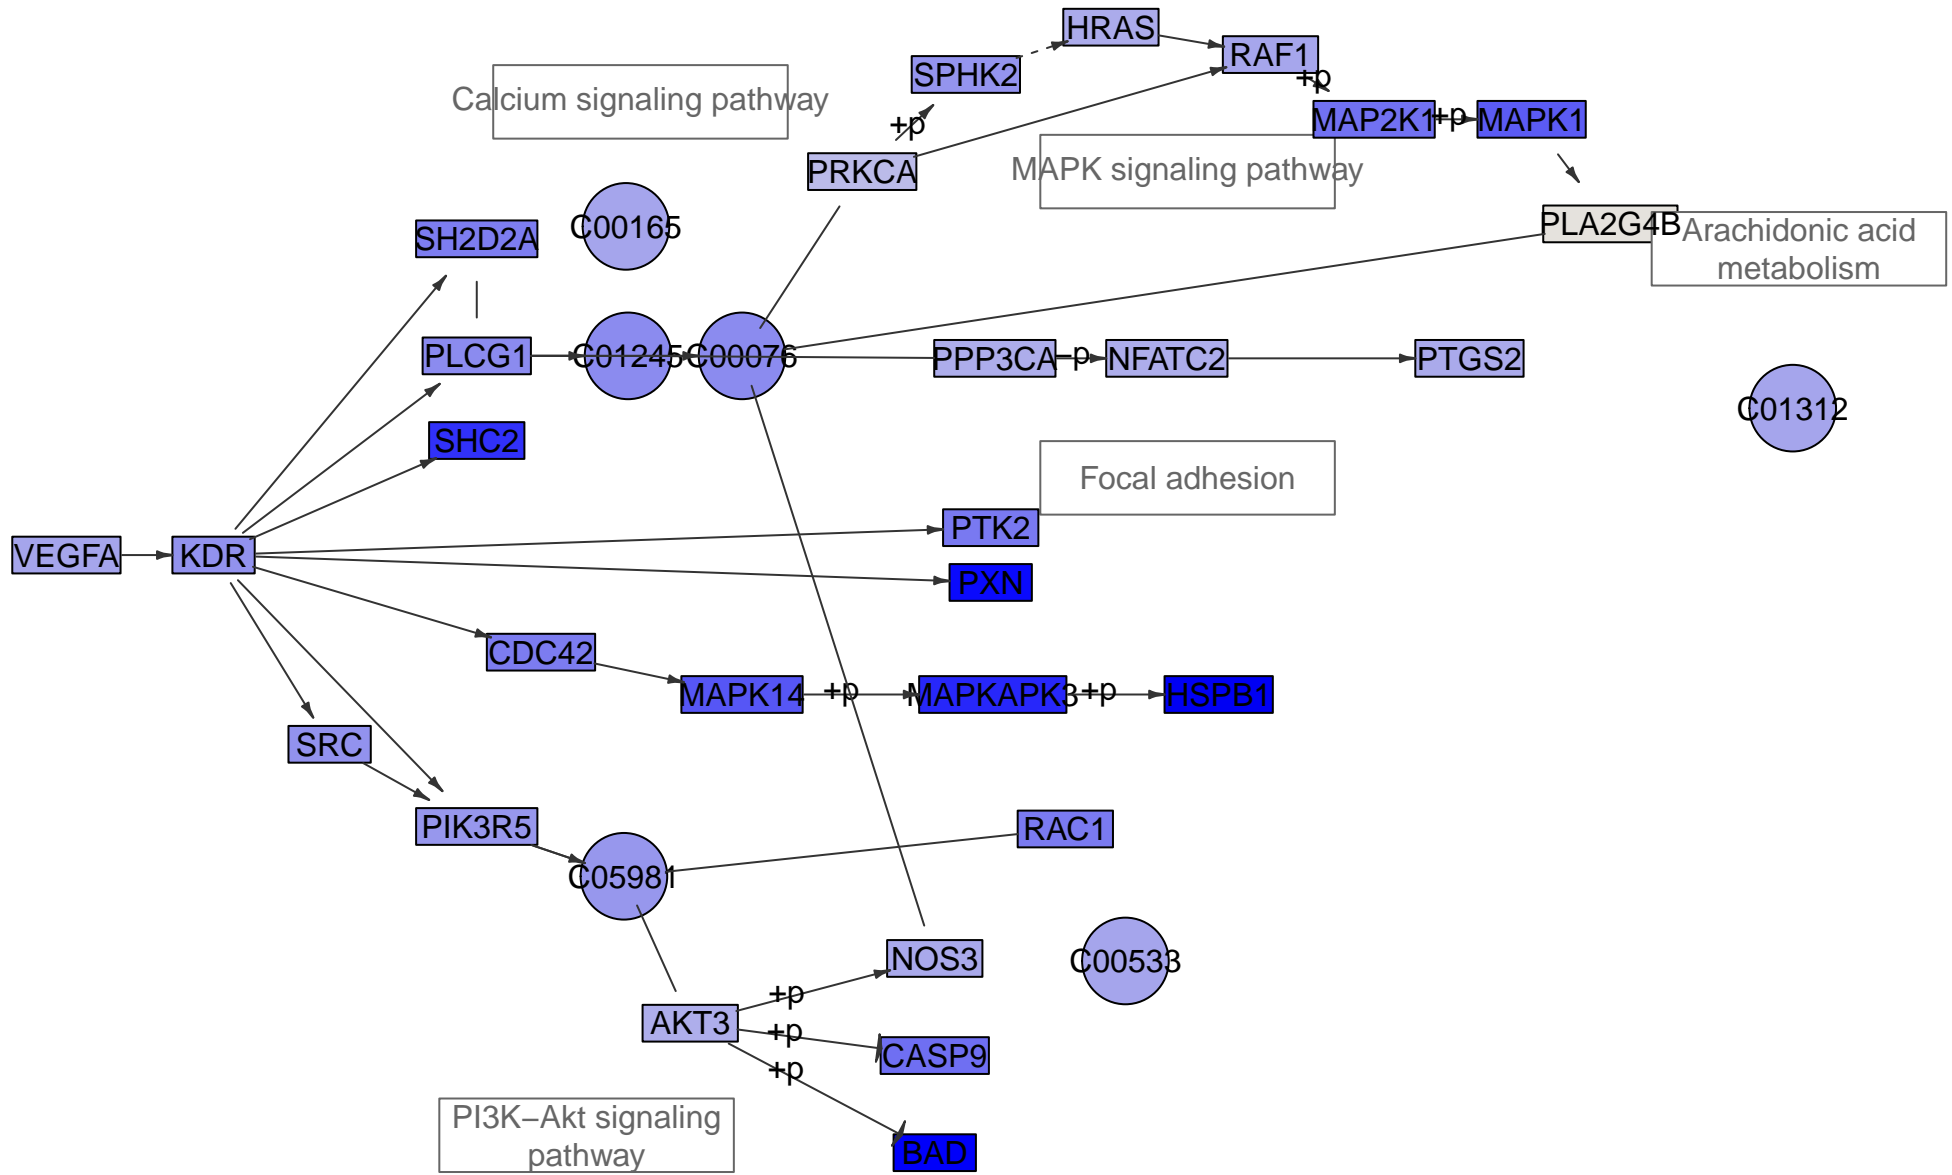 HRAS
RAF1
+p
SPHK2
Calcium signaling pathway
MAP2K1
+p
MAPK1
+p
PRKCA
MAPK signaling pathway
C00165
SH2D2A
PLA2G4B
Arachidonic acid
metabolism
PLCG1
C01245
C00076
PPP3CA
−p
NFATC2
PTGS2
C01312
SHC2
Focal adhesion
PTK2
VEGFA
KDR
PXN
CDC42
MAPK14
+p
MAPKAPK3
+p
HSPB1
SRC
PIK3R5
RAC1
C05981
NOS3
C00533
+p
AKT3
+p
CASP9
+p
PI3K−Akt signaling
pathway
BAD